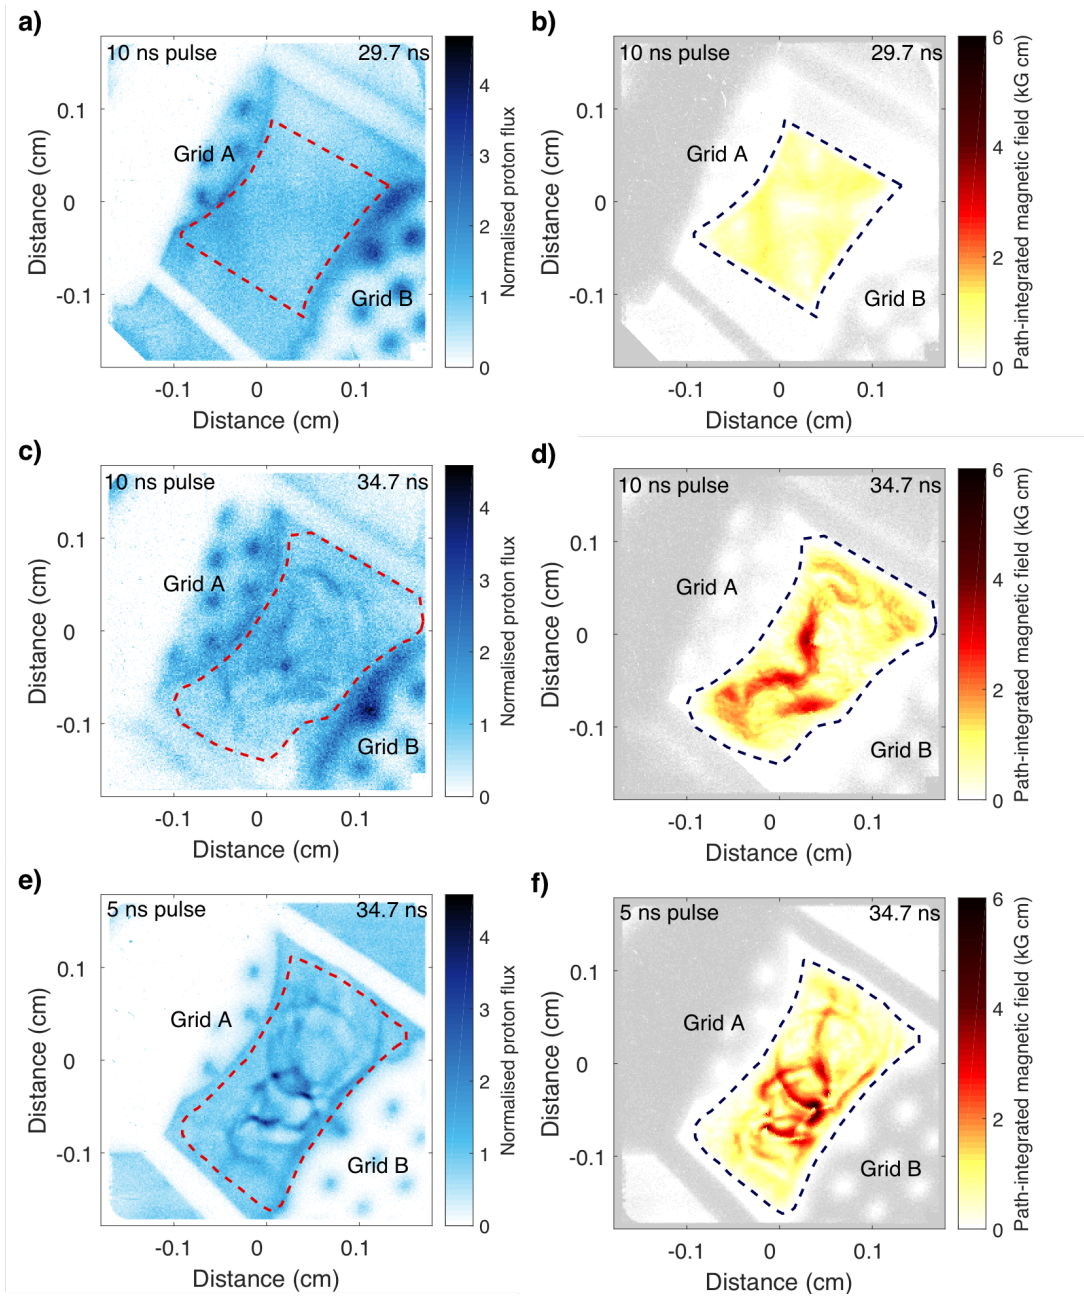 a)
10 ns pulse 29.7 ns
0.1
0
-0.1
Grid A
Grid B
-0.1 0 0.1
Distance (cm)
Distance (cm)
4
3
2
1
0
Normalised proton flux
b)
10 ns pulse 29.7 ns
0.1
0
-0.1
Grid A
Grid B
-0.1 0 0.1
Distance (cm)
Distance (cm)
6
4
2
0
Path-integrated magnetic field (kG cm)
c)
10 ns pulse 34.7 ns
0.1
0
-0.1
Grid A
Grid B
-0.1 0 0.1
Distance (cm)
Distance (cm)
4
3
2
1
0
Normalised proton flux
d)
10 ns pulse 34.7 ns
0.1
0
-0.1
Grid A
Grid B
-0.1 0 0.1
Distance (cm)
Distance (cm)
6
4
2
0
Path-integrated magnetic field (kG cm)
e)
5 ns pulse 34.7 ns
0.1
0
-0.1
Grid A
Grid B
-0.1 0 0.1
Distance (cm)
Distance (cm)
4
3
2
1
0
Normalised proton flux
f)
5 ns pulse 34.7 ns
0.1
0
-0.1
Grid A
Grid B
-0.1 0 0.1
Distance (cm)
Distance (cm)
6
4
2
0
Path-integrated magnetic field (kG cm)